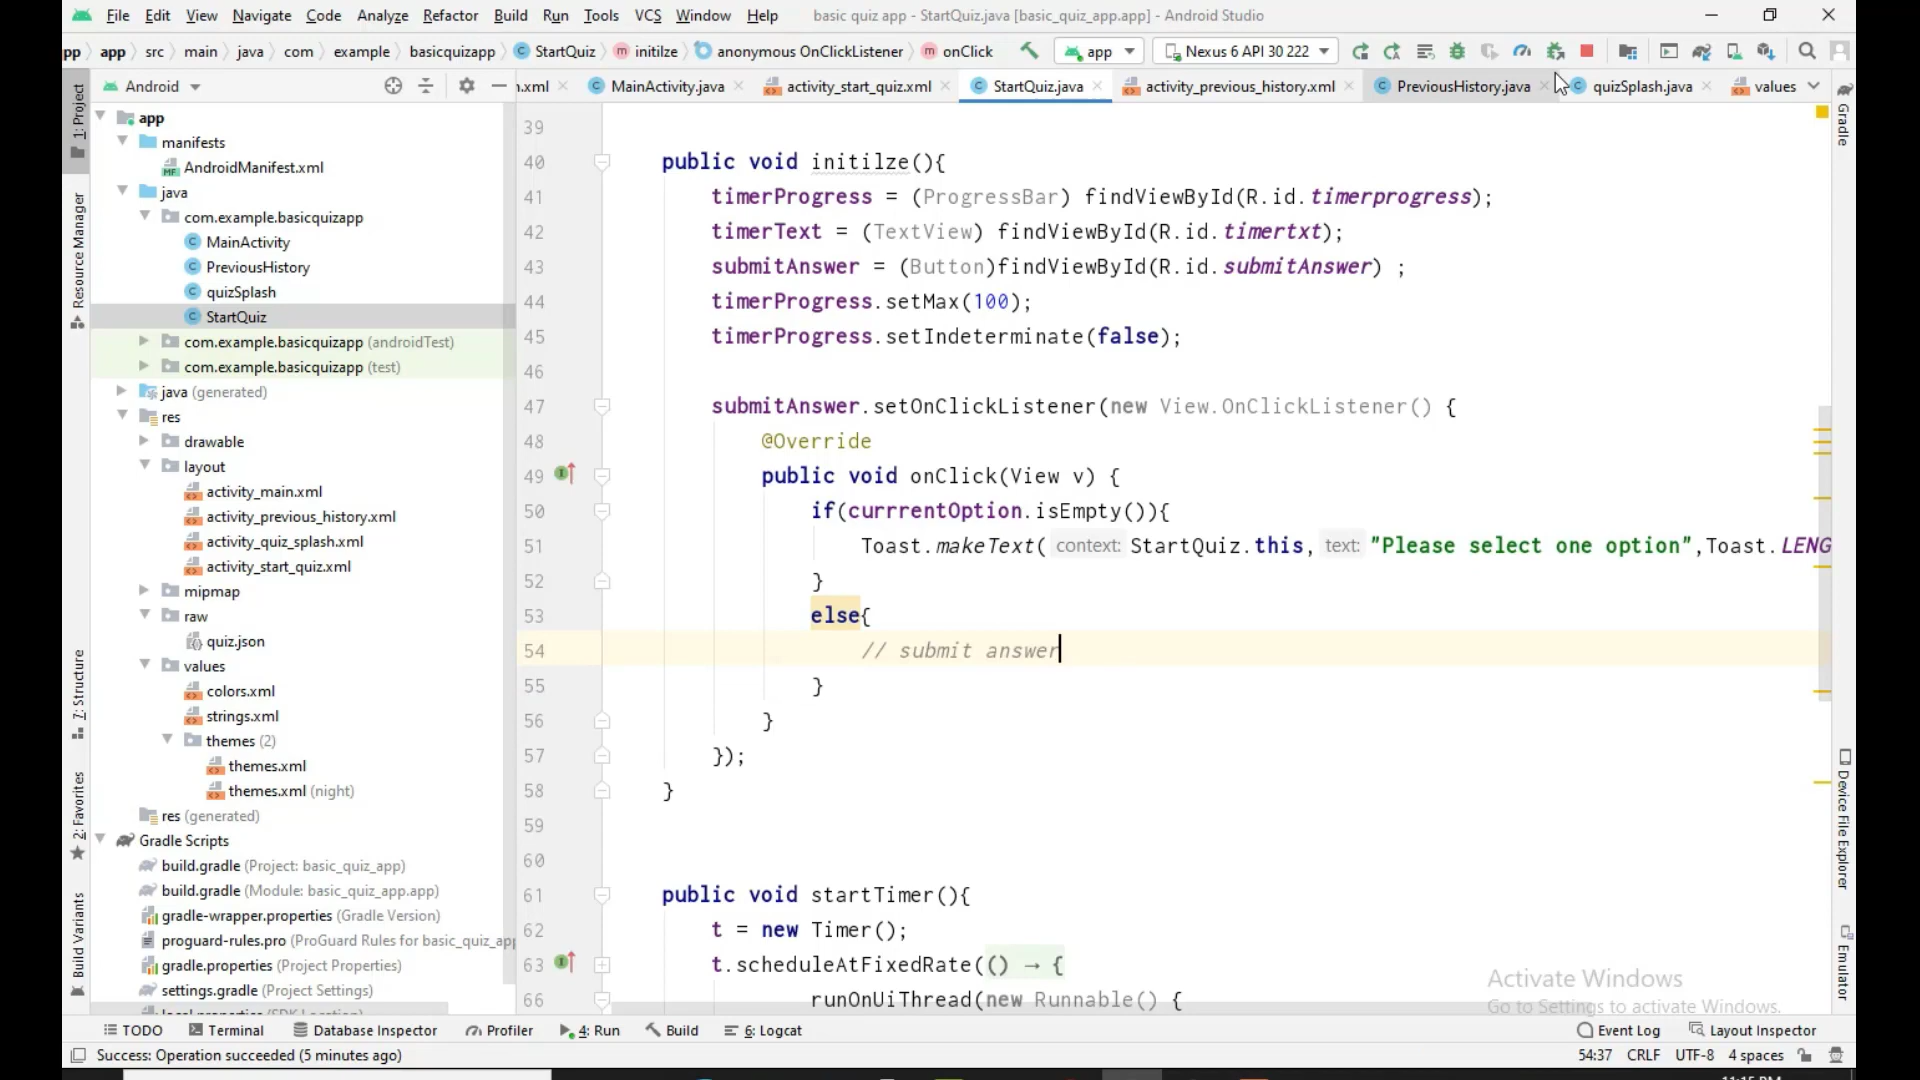 File Edit View Navigate Code Analyze Refactor Build Run Tools VCS Window Help basic quiz app - StartQuiz.java [basic_quiz_app.app] - Android Studio
pp app src main java com example basicquizapp StartQuiz initilze anonymous OnClickListener onClick app Nexus 6 API 30 222
Android .xml MainActivity.java activity_start_quiz.xml StartQuiz.java activity_previous_history.xml PreviousHistory.java quizSplash.java values
1: Project
Resource Manager
7: Structure
2: Favorites
Build Variants
app
manifests
AndroidManifest.xml
java
com.example.basicquizapp
MainActivity
PreviousHistory
quizSplash
StartQuiz
com.example.basicquizapp (androidTest)
com.example.basicquizapp (test)
java (generated)
res
drawable
layout
activity_main.xml
activity_previous_history.xml
activity_quiz_splash.xml
activity_start_quiz.xml
mipmap
raw
quiz.json
values
colors.xml
strings.xml
themes (2)
themes.xml
themes.xml (night)
res (generated)
Gradle Scripts
build.gradle (Project: basic_quiz_app)
build.gradle (Module: basic_quiz_app.app)
gradle-wrapper.properties (Gradle Version)
proguard-rules.pro (ProGuard Rules for basic_quiz_app
gradle.properties (Project Properties)
settings.gradle (Project Settings)
39
40 public void initilze(){
41 timerProgress = (ProgressBar) findViewById(R.id.timerprogress);
42 timerText = (TextView) findViewById(R.id.timertxt);
43 submitAnswer = (Button)findViewById(R.id.submitAnswer) ;
44 timerProgress.setMax(100);
45 timerProgress.setIndeterminate(false);
46
47 submitAnswer.setOnClickListener(new View.OnClickListener() {
48 @Override
49 public void onClick(View v) {
50 if(currrentOption.isEmpty()){
51 Toast.makeText( context: StartQuiz.this, text: "Please select one option",Toast.LENG
52 }
53 else{
54 // submit answer
55 }
56 }
57 });
58 }
59
60
61 public void startTimer(){
62 t = new Timer();
63 t.scheduleAtFixedRate(() → {
66 runOnUiThread(new Runnable() {
Gradle
Device File Explorer
Emulator
Activate Windows
Go to Settings to activate Windows.
TODO Terminal Database Inspector Profiler 4: Run Build 6: Logcat Event Log Layout Inspector
Success: Operation succeeded (5 minutes ago) 54:37 CRLF UTF-8 4 spaces